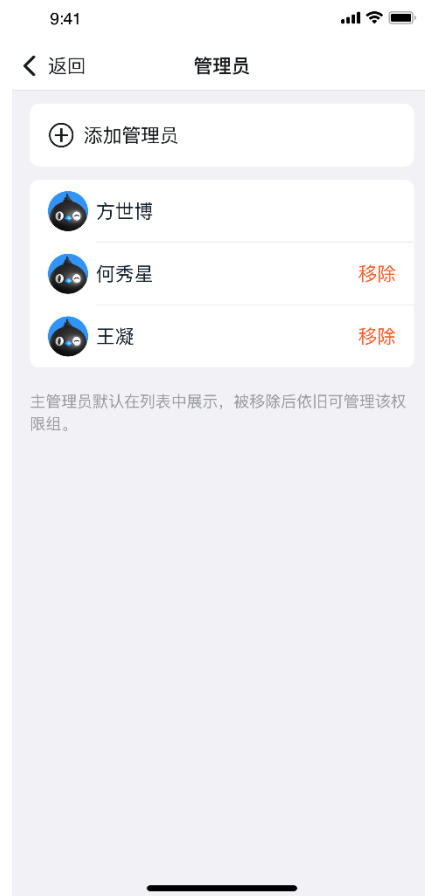 9:41
返回
管理员
添加管理员
方世博
何秀星
移除
王凝
移除
主管理员默认在列表中展示，被移除后依旧可管理该权
限组。